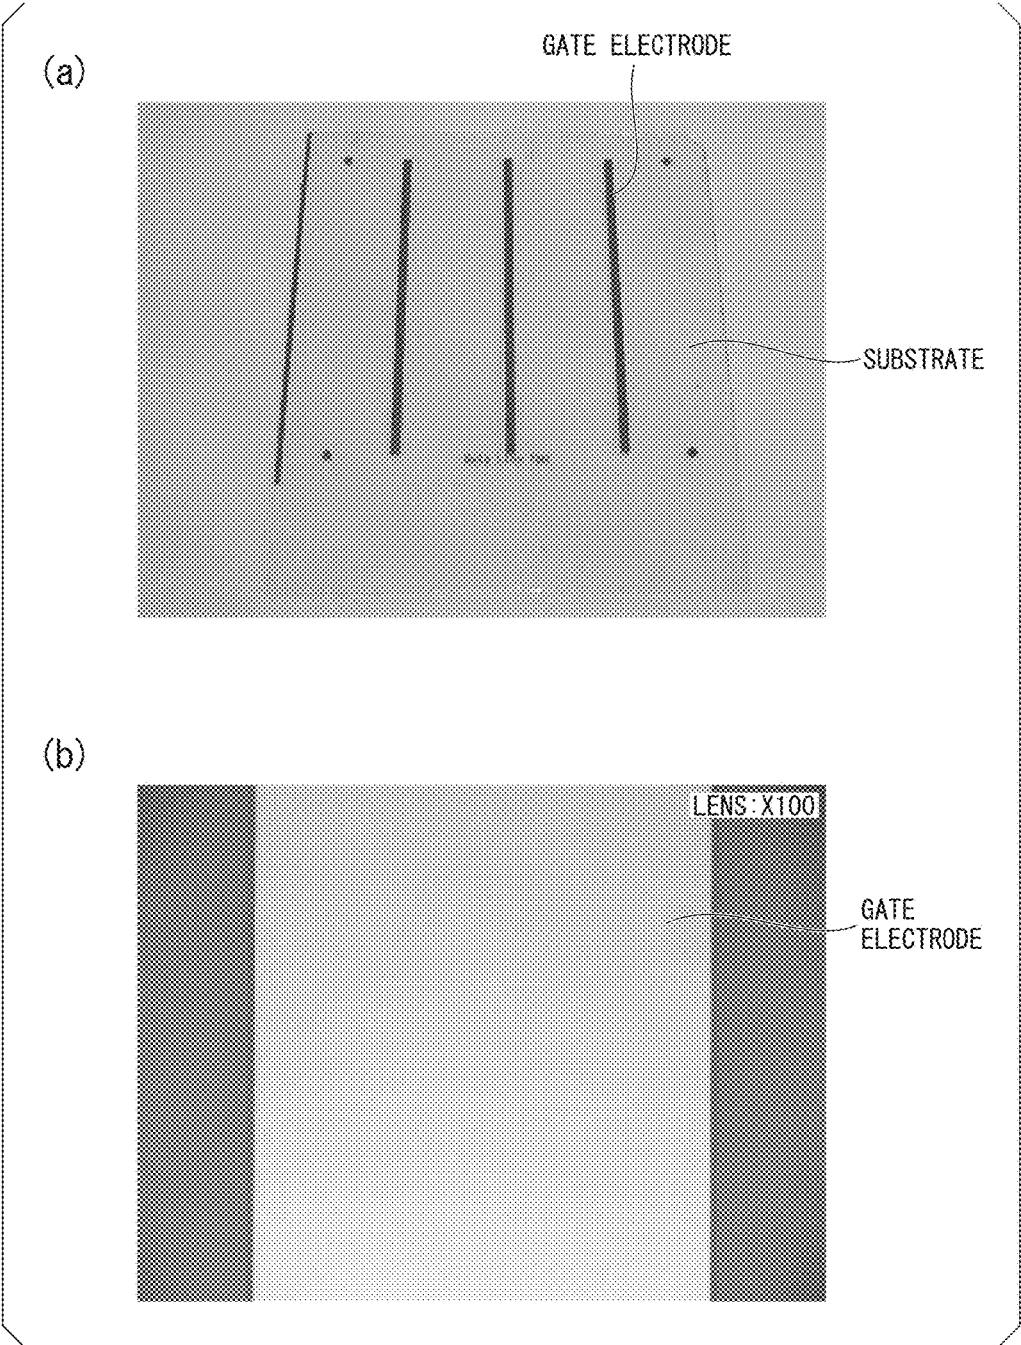 (a)
GATE ELECTRODE
SUBSTRATE
(b)
LENS:X100
GATE
ELECTRODE